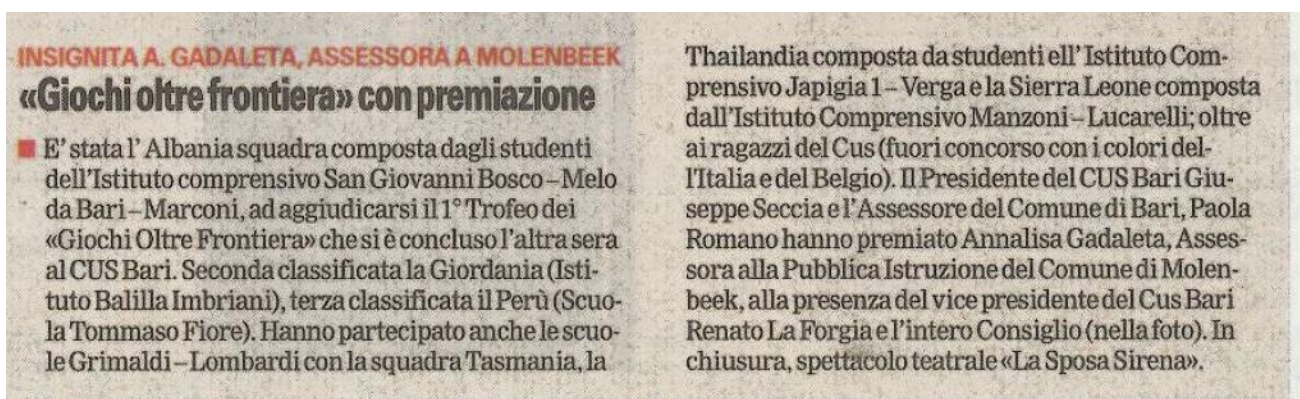 INSIGNITA A. GADALETA, ASSESSORA A MOLENBEEK
«Giochi oltre frontiera» con premiazione
E' stata l' Albania squadra composta dagli studenti
dell'Istituto comprensivo San Giovanni Bosco – Melo
da Bari – Marconi, ad aggiudicarsi il 1° Trofeo dei
«Giochi Oltre Frontiera» che si è concluso l'altra sera
al CUS Bari. Seconda classificata la Giordania (Isti-
tuto Balilla Imbriani), terza classificata il Perù (Scuo-
la Tommaso Fiore). Hanno partecipato anche le scuo-
le Grimaldi – Lombardi con la squadra Tasmania, la
Thailandia composta da studenti ell' Istituto Com-
prensivo Japigia 1 – Verga e la Sierra Leone composta
dall'Istituto Comprensivo Manzoni – Lucarelli; oltre
ai ragazzi del Cus (fuori concorso con i colori del-
l'Italia e del Belgio). Il Presidente del CUS Bari Giu-
seppe Seccia e l'Assessore del Comune di Bari, Paola
Romano hanno premiato Annalisa Gadaleta, Asses-
sora alla Pubblica Istruzione del Comune di Molen-
beek, alla presenza del vice presidente del Cus Bari
Renato La Forgia e l'intero Consiglio (nella foto). In
chiusura, spettacolo teatrale «La Sposa Sirena».